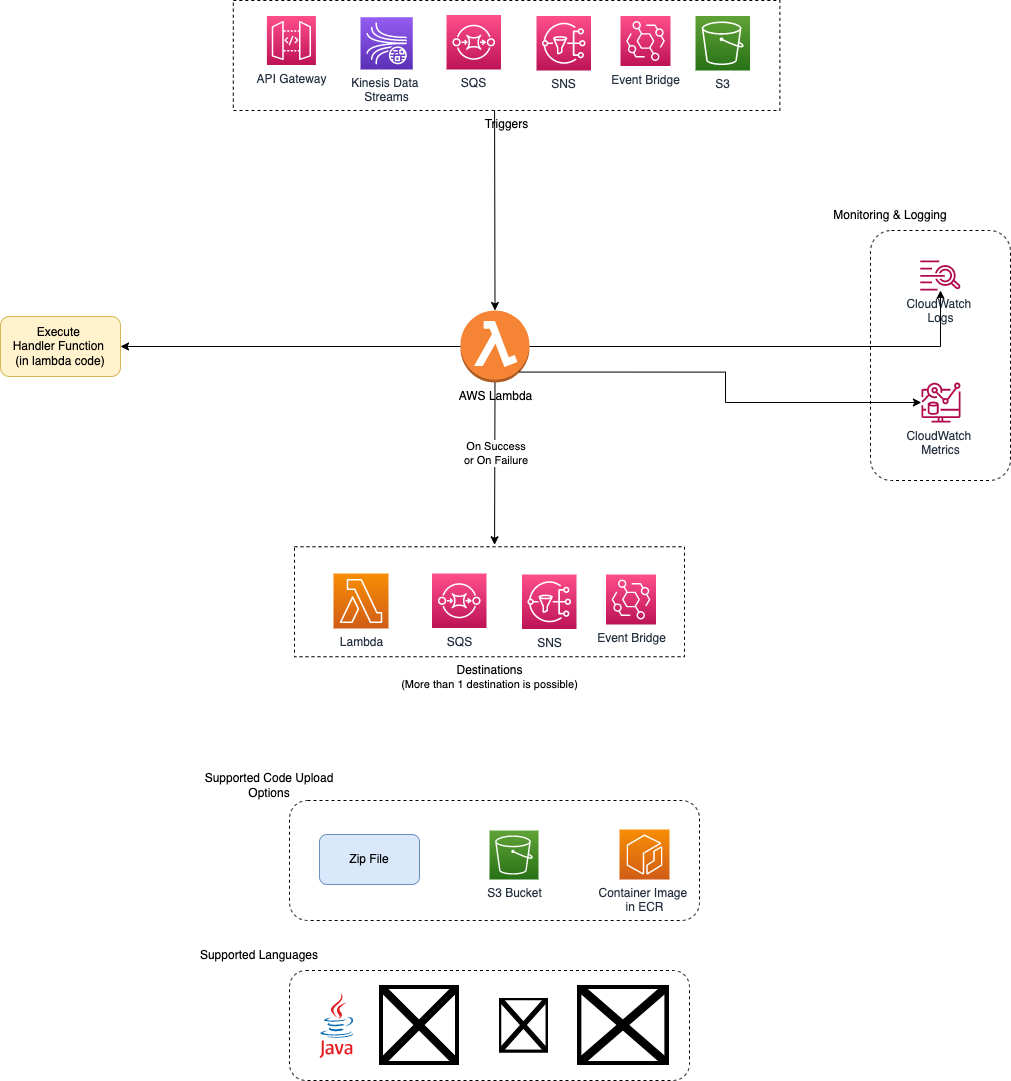 API Gateway
Kinesis Data
Streams
SQS
SNS
Event Bridge
S3
Triggers
Monitoring & Logging
CloudWatch
Logs
Execute
Handler Function
(in lambda code)
AWS Lambda
CloudWatch
Metrics
On Success
or On Failure
Lambda
SQS
SNS
Event Bridge
Destinations
(More than 1 destination is possible)
Supported Code Upload
Options
Zip File
S3 Bucket
Container Image
in ECR
Supported Languages
Java